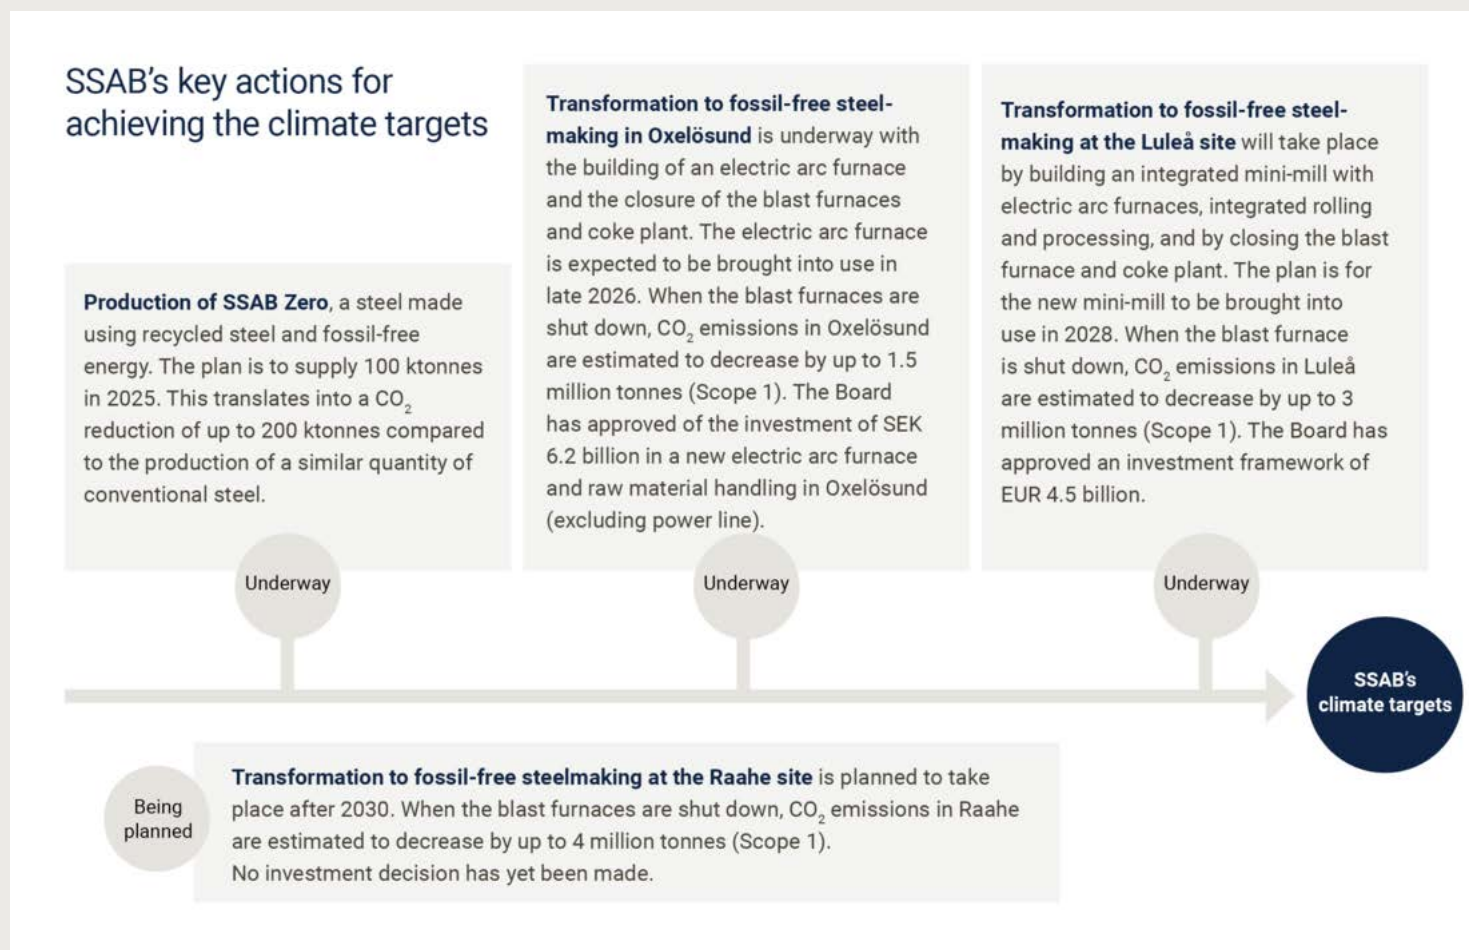 SSAB's key actions for
achieving the climate targets
Production of SSAB Zero, a steel made
using recycled steel and fossil-free
energy. The plan is to supply 100 ktonnes
in 2025. This translates into a CO₂
reduction of up to 200 ktonnes compared
to the production of a similar quantity of
conventional steel.
Underway
Transformation to fossil-free steel-
making in Oxelösund is underway with
the building of an electric arc furnace
and the closure of the blast furnaces
and coke plant. The electric arc furnace
is expected to be brought into use in
late 2026. When the blast furnaces are
shut down, CO₂ emissions in Oxelösund
are estimated to decrease by up to 1.5
million tonnes (Scope 1). The Board
has approved of the investment of SEK
6.2 billion in a new electric arc furnace
and raw material handling in Oxelösund
(excluding power line).
Underway
Transformation to fossil-free steel-
making at the Luleå site will take place
by building an integrated mini-mill with
electric arc furnaces, integrated rolling
and processing, and by closing the blast
furnace and coke plant. The plan is for
the new mini-mill to be brought into
use in 2028. When the blast furnace
is shut down, CO₂ emissions in Luleå
are estimated to decrease by up to 3
million tonnes (Scope 1). The Board has
approved an investment framework of
EUR 4.5 billion.
Underway
SSAB's
climate targets
Being
planned
Transformation to fossil-free steelmaking at the Raahe site is planned to take
place after 2030. When the blast furnaces are shut down, CO₂ emissions in Raahe
are estimated to decrease by up to 4 million tonnes (Scope 1).
No investment decision has yet been made.